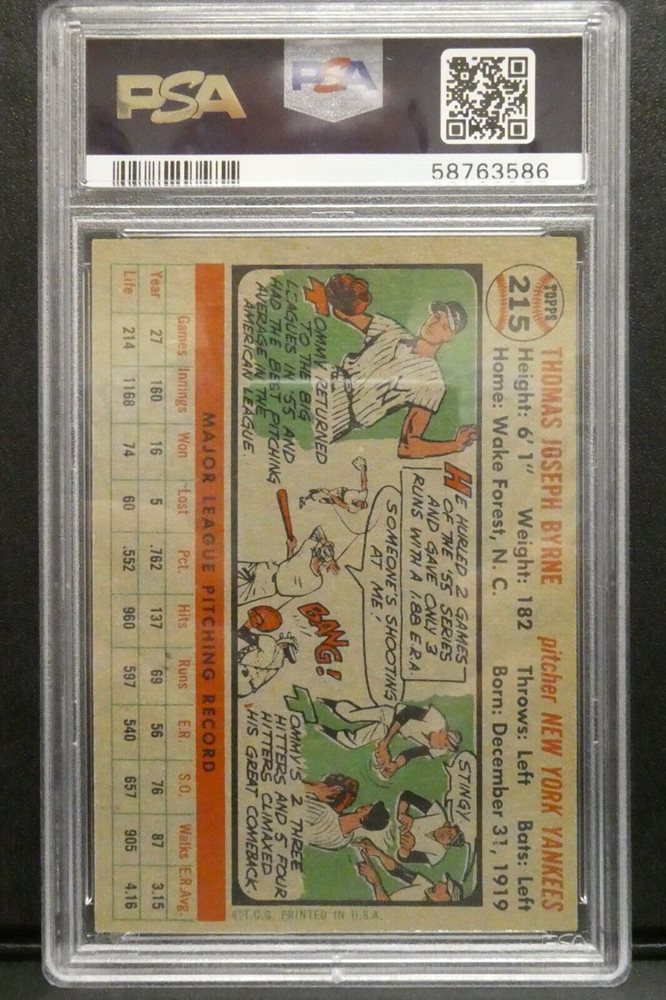 PSA
PSA
58763586
TOPPS
215
THOMAS JOSEPH BYRNE pitcher NEW YORK YANKEES
Height: 6' 1" Weight: 182 Throws: Left Bats: Left
Home: Wake Forest, N. C. Born: December 31, 1919
TOMMY RETURNED
TO THE BIG
LEAGUES IN '55 AND
HAD THE BEST PITCHING
AVERAGE IN THE
AMERICAN LEAGUE.
HE HURLED 2 GAMES
OF THE '55 SERIES
AND GAVE ONLY 3
RUNS WITH A 1.88 E.R.A.
SOMEONE'S SHOOTING
AT ME!
BANG!
STINGY
TOMMY'S 2 THREE
HITTERS AND 5 FOUR
HITTERS CLIMAXED
HIS GREAT COMEBACK
MAJOR LEAGUE PITCHING RECORD
Games Innings Won Lost Pct. Hits Runs E.R. S.O. Walks E.R.Avg.
Year 27 160 16 5 .762 137 69 56 76 87 3.15
Life 214 1168 74 60 .552 960 597 540 657 905 4.16
©T.C.G. PRINTED IN U.S.A.
PSA